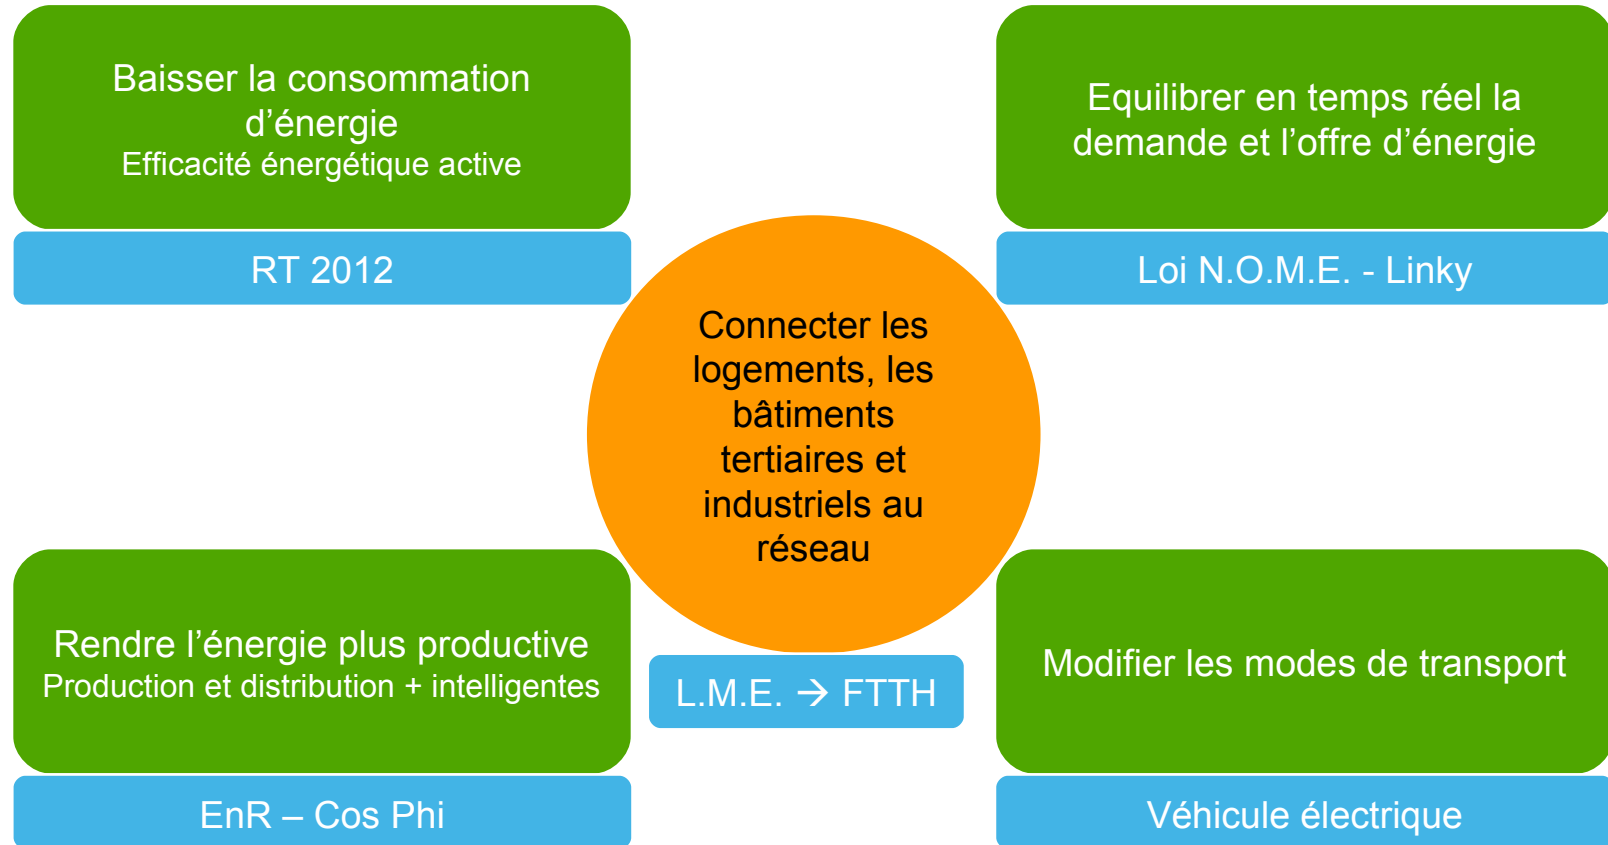 Baisser la consommation
d’énergie
Efficacité énergétique active
RT 2012
Equilibrer en temps réel la
demande et l’offre d’énergie
Loi N.O.M.E. - Linky
Connecter les
logements, les
bâtiments
tertiaires et
industriels au
réseau
L.M.E. → FTTH
Rendre l’énergie plus productive
Production et distribution + intelligentes
EnR – Cos Phi
Modifier les modes de transport
Véhicule électrique